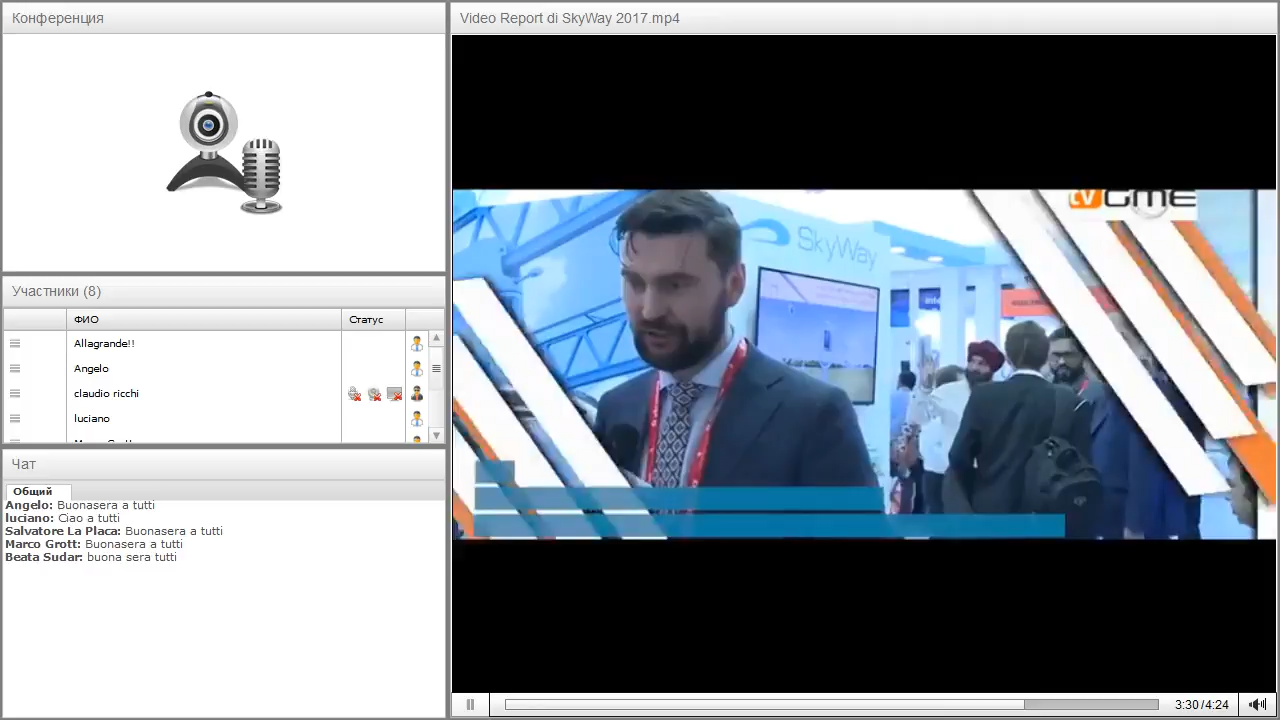 Конференция
Участники (8)
ФИО
Статус
Allagrande!!
Angelo
claudio ricchi
luciano
Чат
Общий
Angelo: Buonasera a tutti
luciano: Ciao a tutti
Salvatore La Placa: Buonasera a tutti
Marco Grott: Buonasera a tutti
Beata Sudar: buona sera tutti
Video Report di SkyWay 2017.mp4
tv GME
SkyWay
3:30/4:24